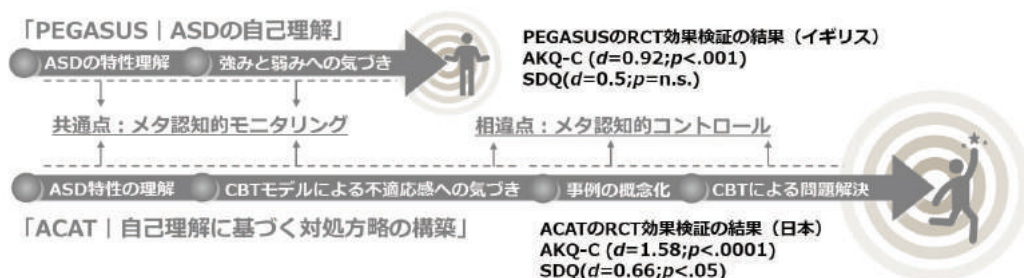 「PEGASUS｜ASDの自己理解」
PEGASUSのRCT効果検証の結果（イギリス）
AKQ-C (d=0.92;p<.001)
SDQ(d=0.5;p=n.s.)
ASDの特性理解 強みと弱みへの気づき
共通点：メタ認知的モニタリング 相違点：メタ認知的コントロール
ASD特性の理解 CBTモデルによる不適応感への気づき 事例の概念化 CBTによる問題解決
「ACAT｜自己理解に基づく対処方略の構築」
ACATのRCT効果検証の結果（日本）
AKQ-C (d=1.58;p<.0001)
SDQ(d=0.66;p<.05)